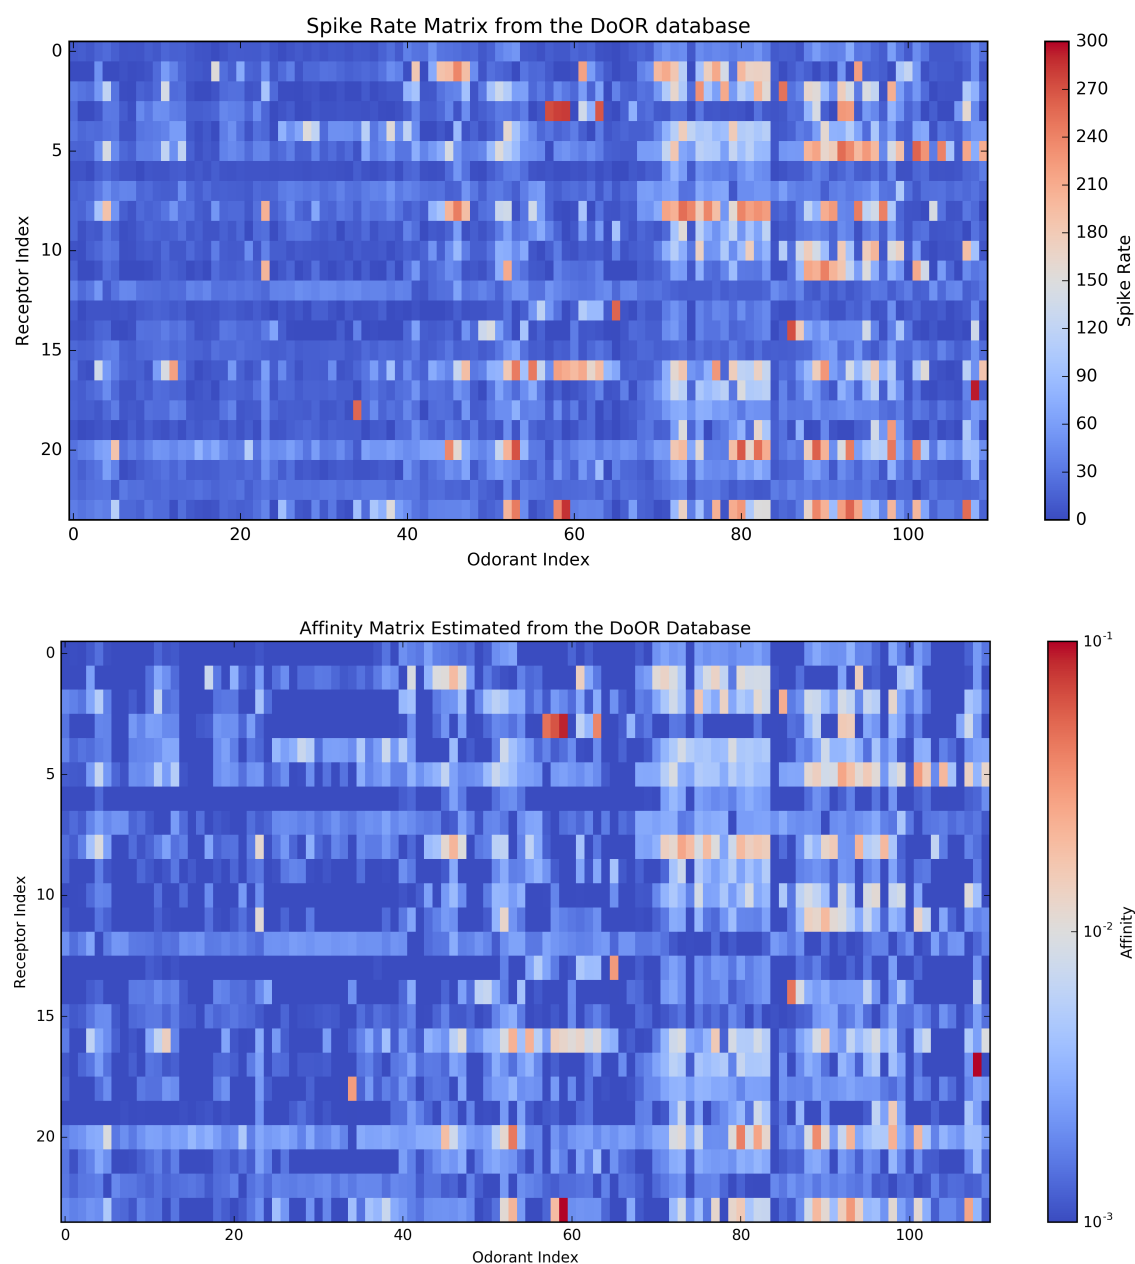 Spike Rate Matrix from the DoOR database
0
5
10
15
20
Receptor Index
0 20 40 60 80 100
Odorant Index
300
270
240
210
180
150
120
90
60
30
0
Spike Rate
Affinity Matrix Estimated from the DoOR Database
0
5
10
15
20
Receptor Index
0 20 40 60 80 100
Odorant Index
10⁻¹
10⁻²
10⁻³
Affinity